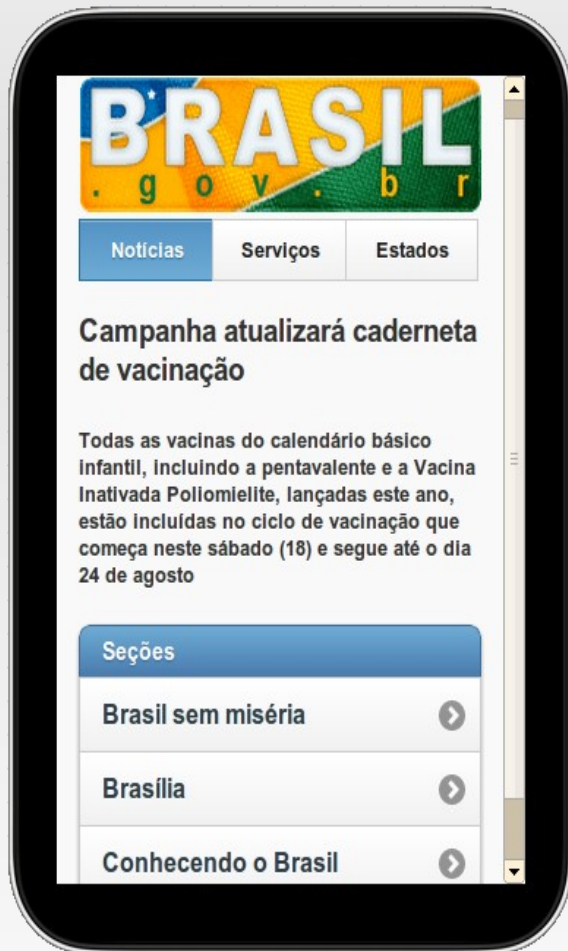 BRASIL
.gov.br
Notícias Serviços Estados
Campanha atualizará caderneta
de vacinação
Todas as vacinas do calendário básico
infantil, incluindo a pentavalente e a Vacina
Inativada Poliomielite, lançadas este ano,
estão incluídas no ciclo de vacinação que
começa neste sábado (18) e segue até o dia
24 de agosto
Seções
Brasil sem miséria
Brasília
Conhecendo o Brasil